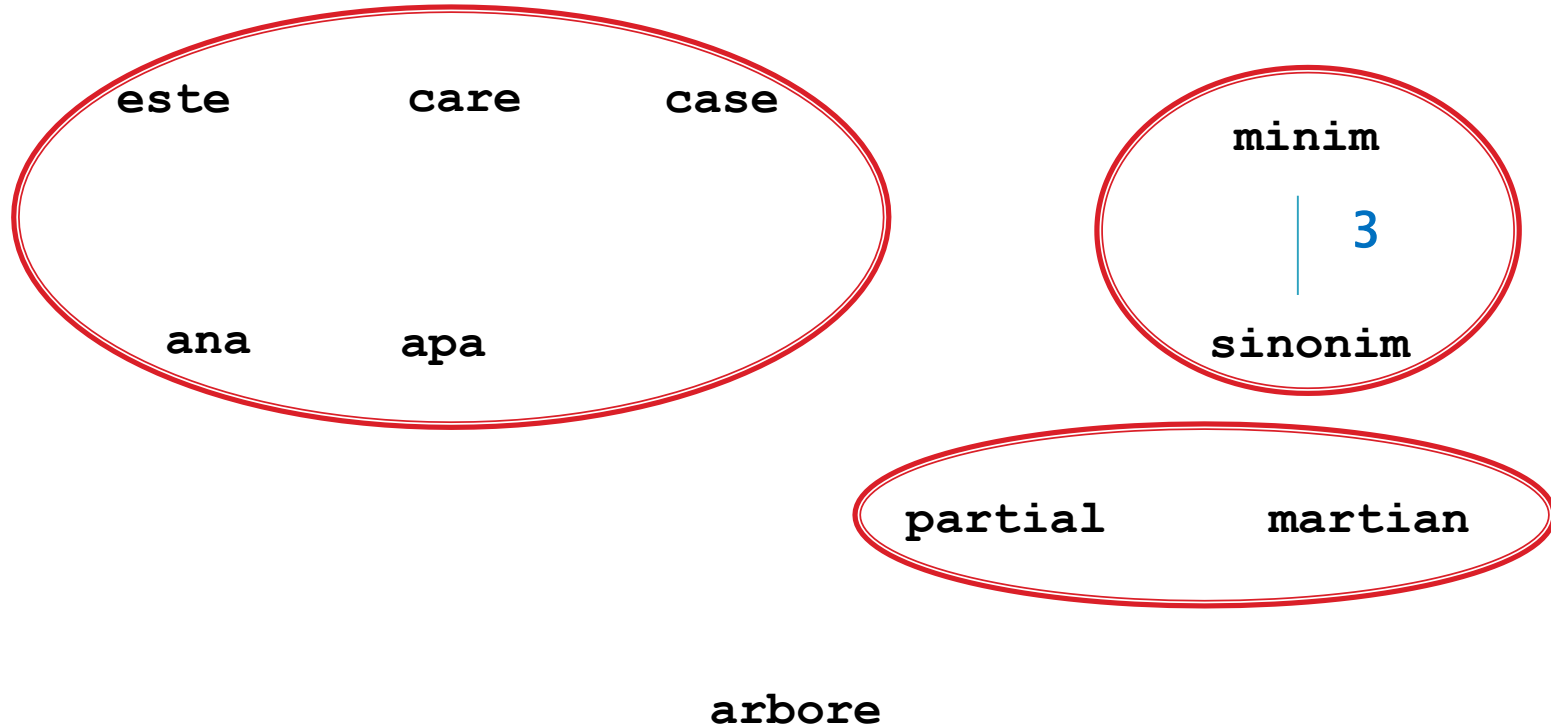 este care case
minim
3
ana apa
sinonim
partial martian
arbore